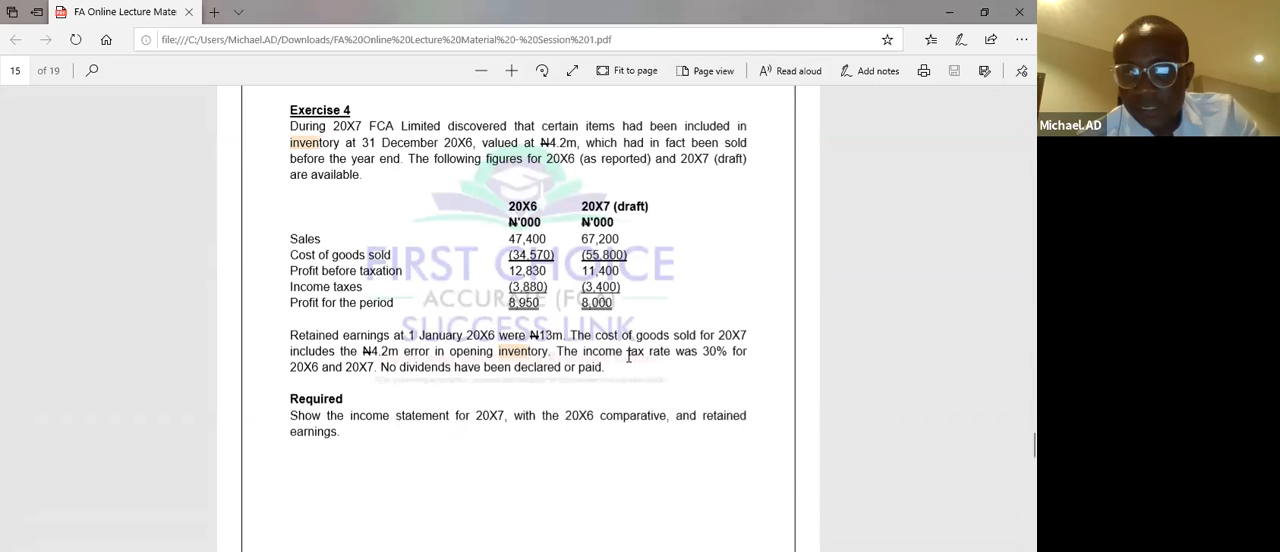 FA Online Lecture Mater
file:///C:/Users/Michael.AD/Downloads/FA%20Online%20Lecture%20Material%20-%20Session%201.pdf
15 of 19 Fit to page Page view Read aloud Add notes
Exercise 4
During 20X7 FCA Limited discovered that certain items had been included in
inventory at 31 December 20X6, valued at ₦4.2m, which had in fact been sold
before the year end. The following figures for 20X6 (as reported) and 20X7 (draft)
are available.
20X6 20X7 (draft)
₦'000 ₦'000
Sales 47,400 67,200
Cost of goods sold (34.570) (55.800)
Profit before taxation 12,830 11,400
Income taxes (3,880) (3,400)
Profit for the period 8,950 8,000
Retained earnings at 1 January 20X6 were ₦13m. The cost of goods sold for 20X7
includes the ₦4.2m error in opening inventory. The income tax rate was 30% for
20X6 and 20X7. No dividends have been declared or paid.
Required
Show the income statement for 20X7, with the 20X6 comparative, and retained
earnings.
FIRST CHOICE
ACCURATE (FCA)
SUCCESS LINK
Michael.AD